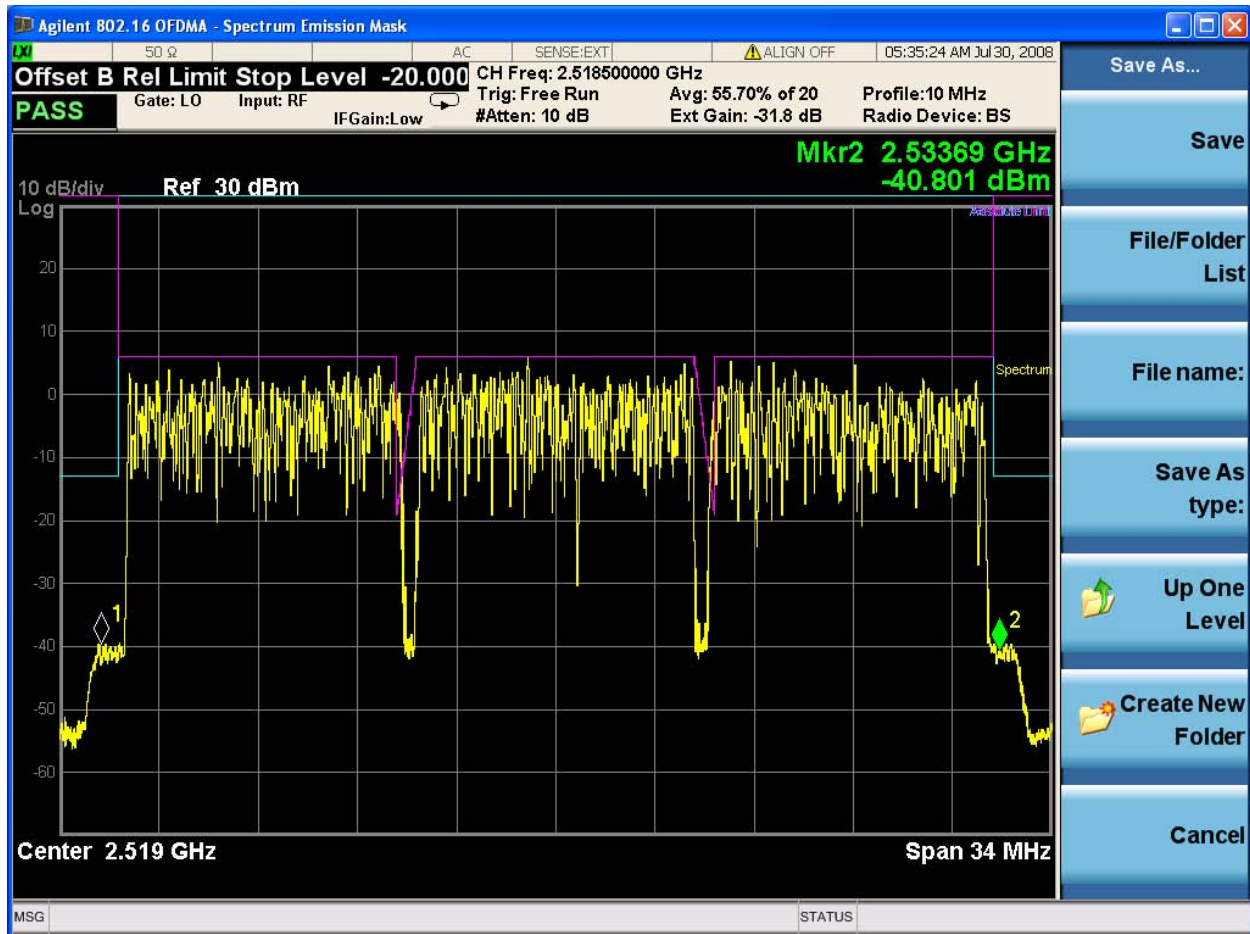 Agilent 802.16 OFDMA - Spectrum Emission Mask
LXI 50 Ω AC SENSE:EXT ALIGN OFF 05:35:24 AM Jul 30, 2008
Offset B Rel Limit Stop Level -20.000
PASS
Gate: LO Input: RF
IFGain:Low
CH Freq: 2.518500000 GHz
Trig: Free Run Avg: 55.70% of 20 Profile:10 MHz
#Atten: 10 dB Ext Gain: -31.8 dB Radio Device: BS
Mkr2 2.53369 GHz
-40.801 dBm
10 dB/div Ref 30 dBm
Log
20
10
Spectrum
0
-10
-20
-30
1
2
-40
-50
-60
Center 2.519 GHz Span 34 MHz
MSG STATUS
Save As...
Save
File/Folder
List
File name:
Save As
type:
Up One
Level
Create New
Folder
Cancel